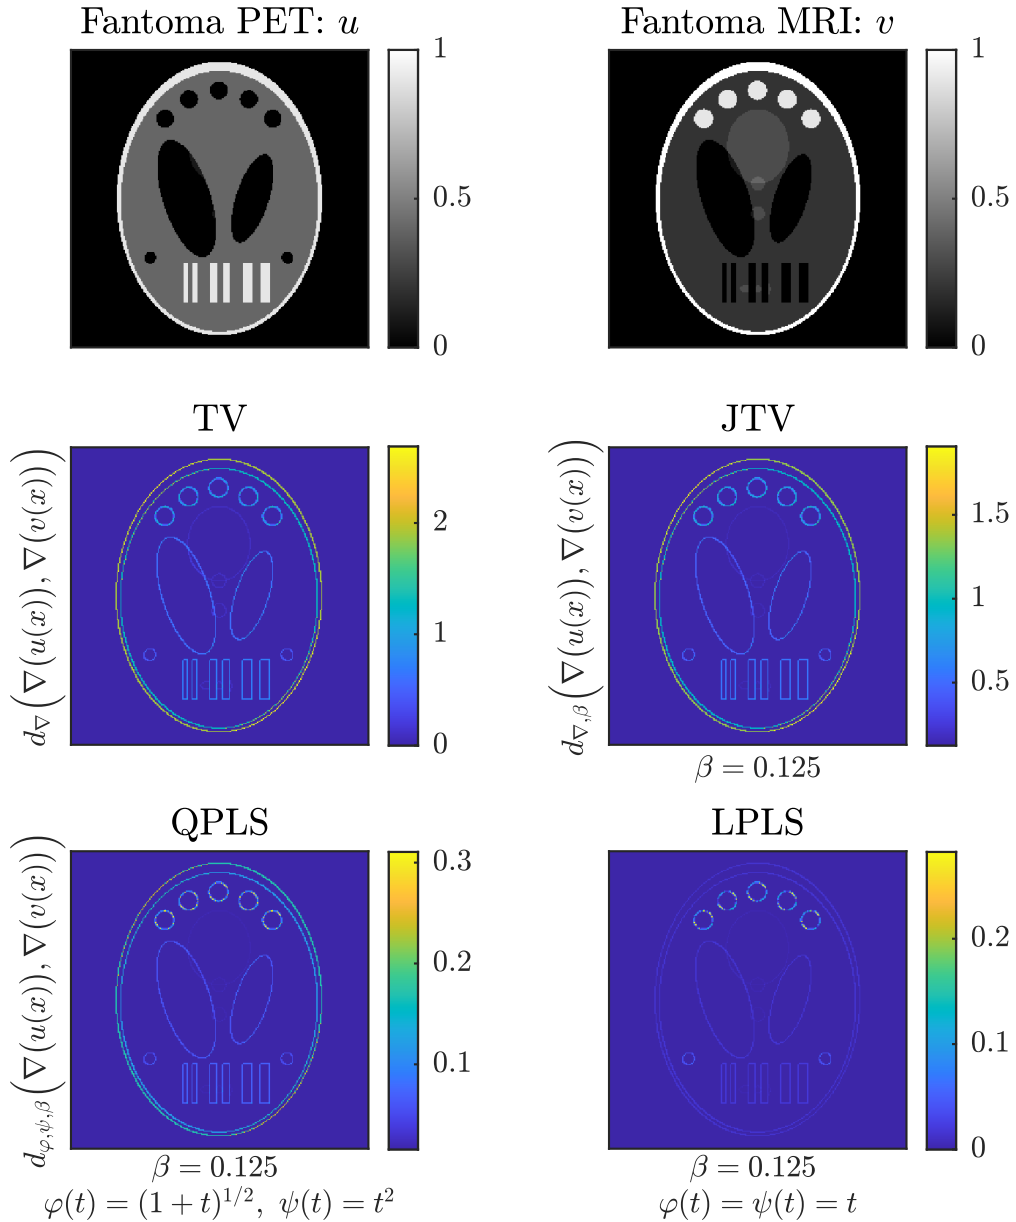 Fantoma PET: u
Fantoma MRI: v
1
0.5
0
1
0.5
0
TV
JTV
d∇(∇(u(x)), ∇(v(x)))
2
1
0
d∇,β(∇(u(x)), ∇(v(x)))
1.5
1
0.5
β = 0.125
QPLS
LPLS
dφ,ψ,β(∇(u(x)), ∇(v(x)))
0.3
0.2
0.1
0.2
0.1
0
β = 0.125
φ(t) = (1 + t)^{1/2}, ψ(t) = t^2
β = 0.125
φ(t) = ψ(t) = t